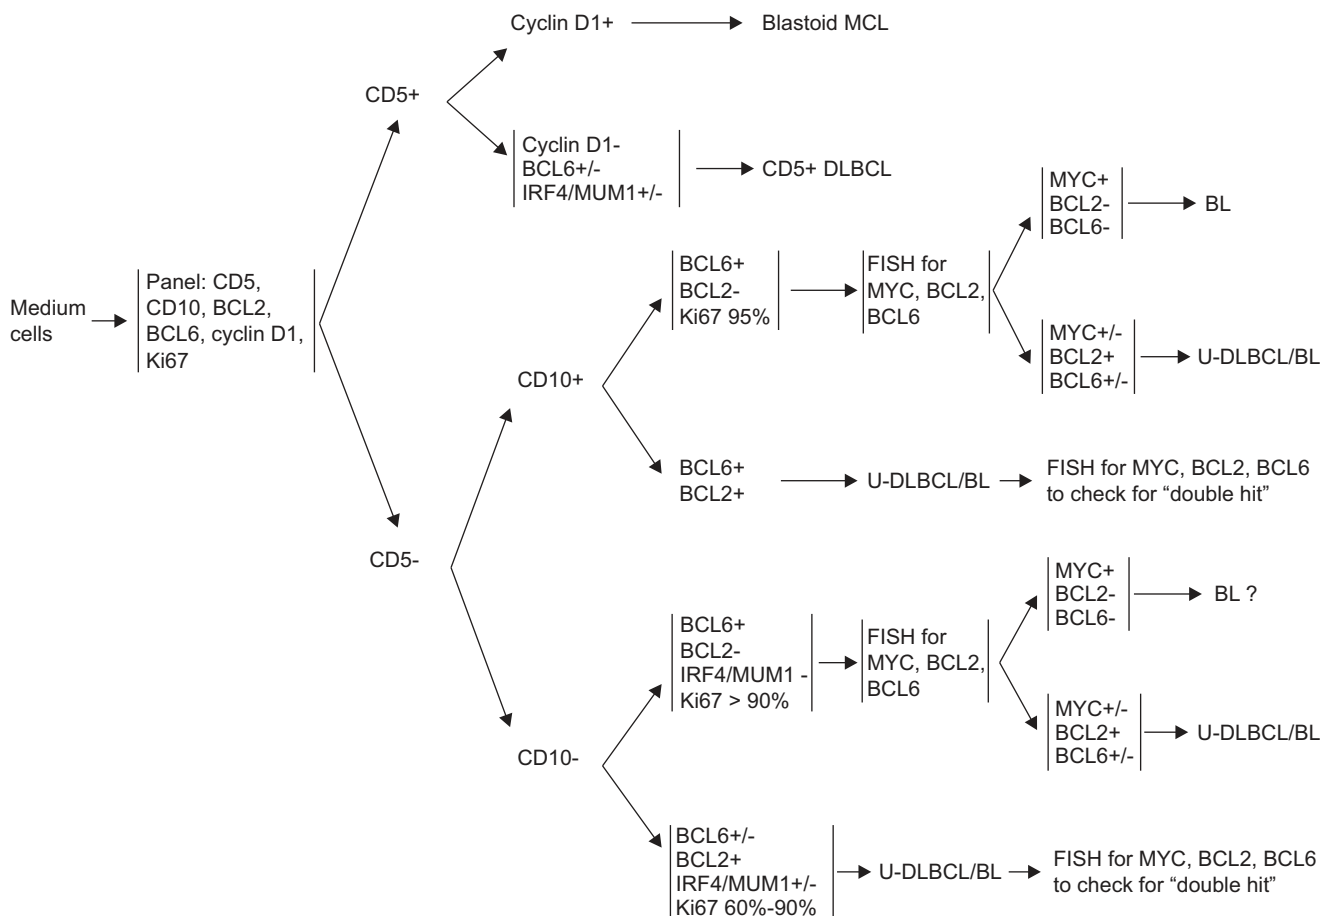 Cyclin D1+
Blastoid MCL
CD5+
Cyclin D1-
BCL6+/-
IRF4/MUM1+/-
CD5+ DLBCL
MYC+
BCL2-
BCL6-
BL
Medium
cells
Panel: CD5,
CD10, BCL2,
BCL6, cyclin D1,
Ki67
BCL6+
BCL2-
Ki67 95%
FISH for
MYC, BCL2,
BCL6
MYC+/-
BCL2+
BCL6+/-
U-DLBCL/BL
CD10+
BCL6+
BCL2+
U-DLBCL/BL
FISH for MYC, BCL2, BCL6
to check for “double hit”
CD5-
MYC+
BCL2-
BCL6-
BL ?
BCL6+
BCL2-
IRF4/MUM1 -
Ki67 > 90%
FISH for
MYC, BCL2,
BCL6
MYC+/-
BCL2+
BCL6+/-
U-DLBCL/BL
CD10-
BCL6+/-
BCL2+
IRF4/MUM1+/-
Ki67 60%-90%
U-DLBCL/BL
FISH for MYC, BCL2, BCL6
to check for “double hit”